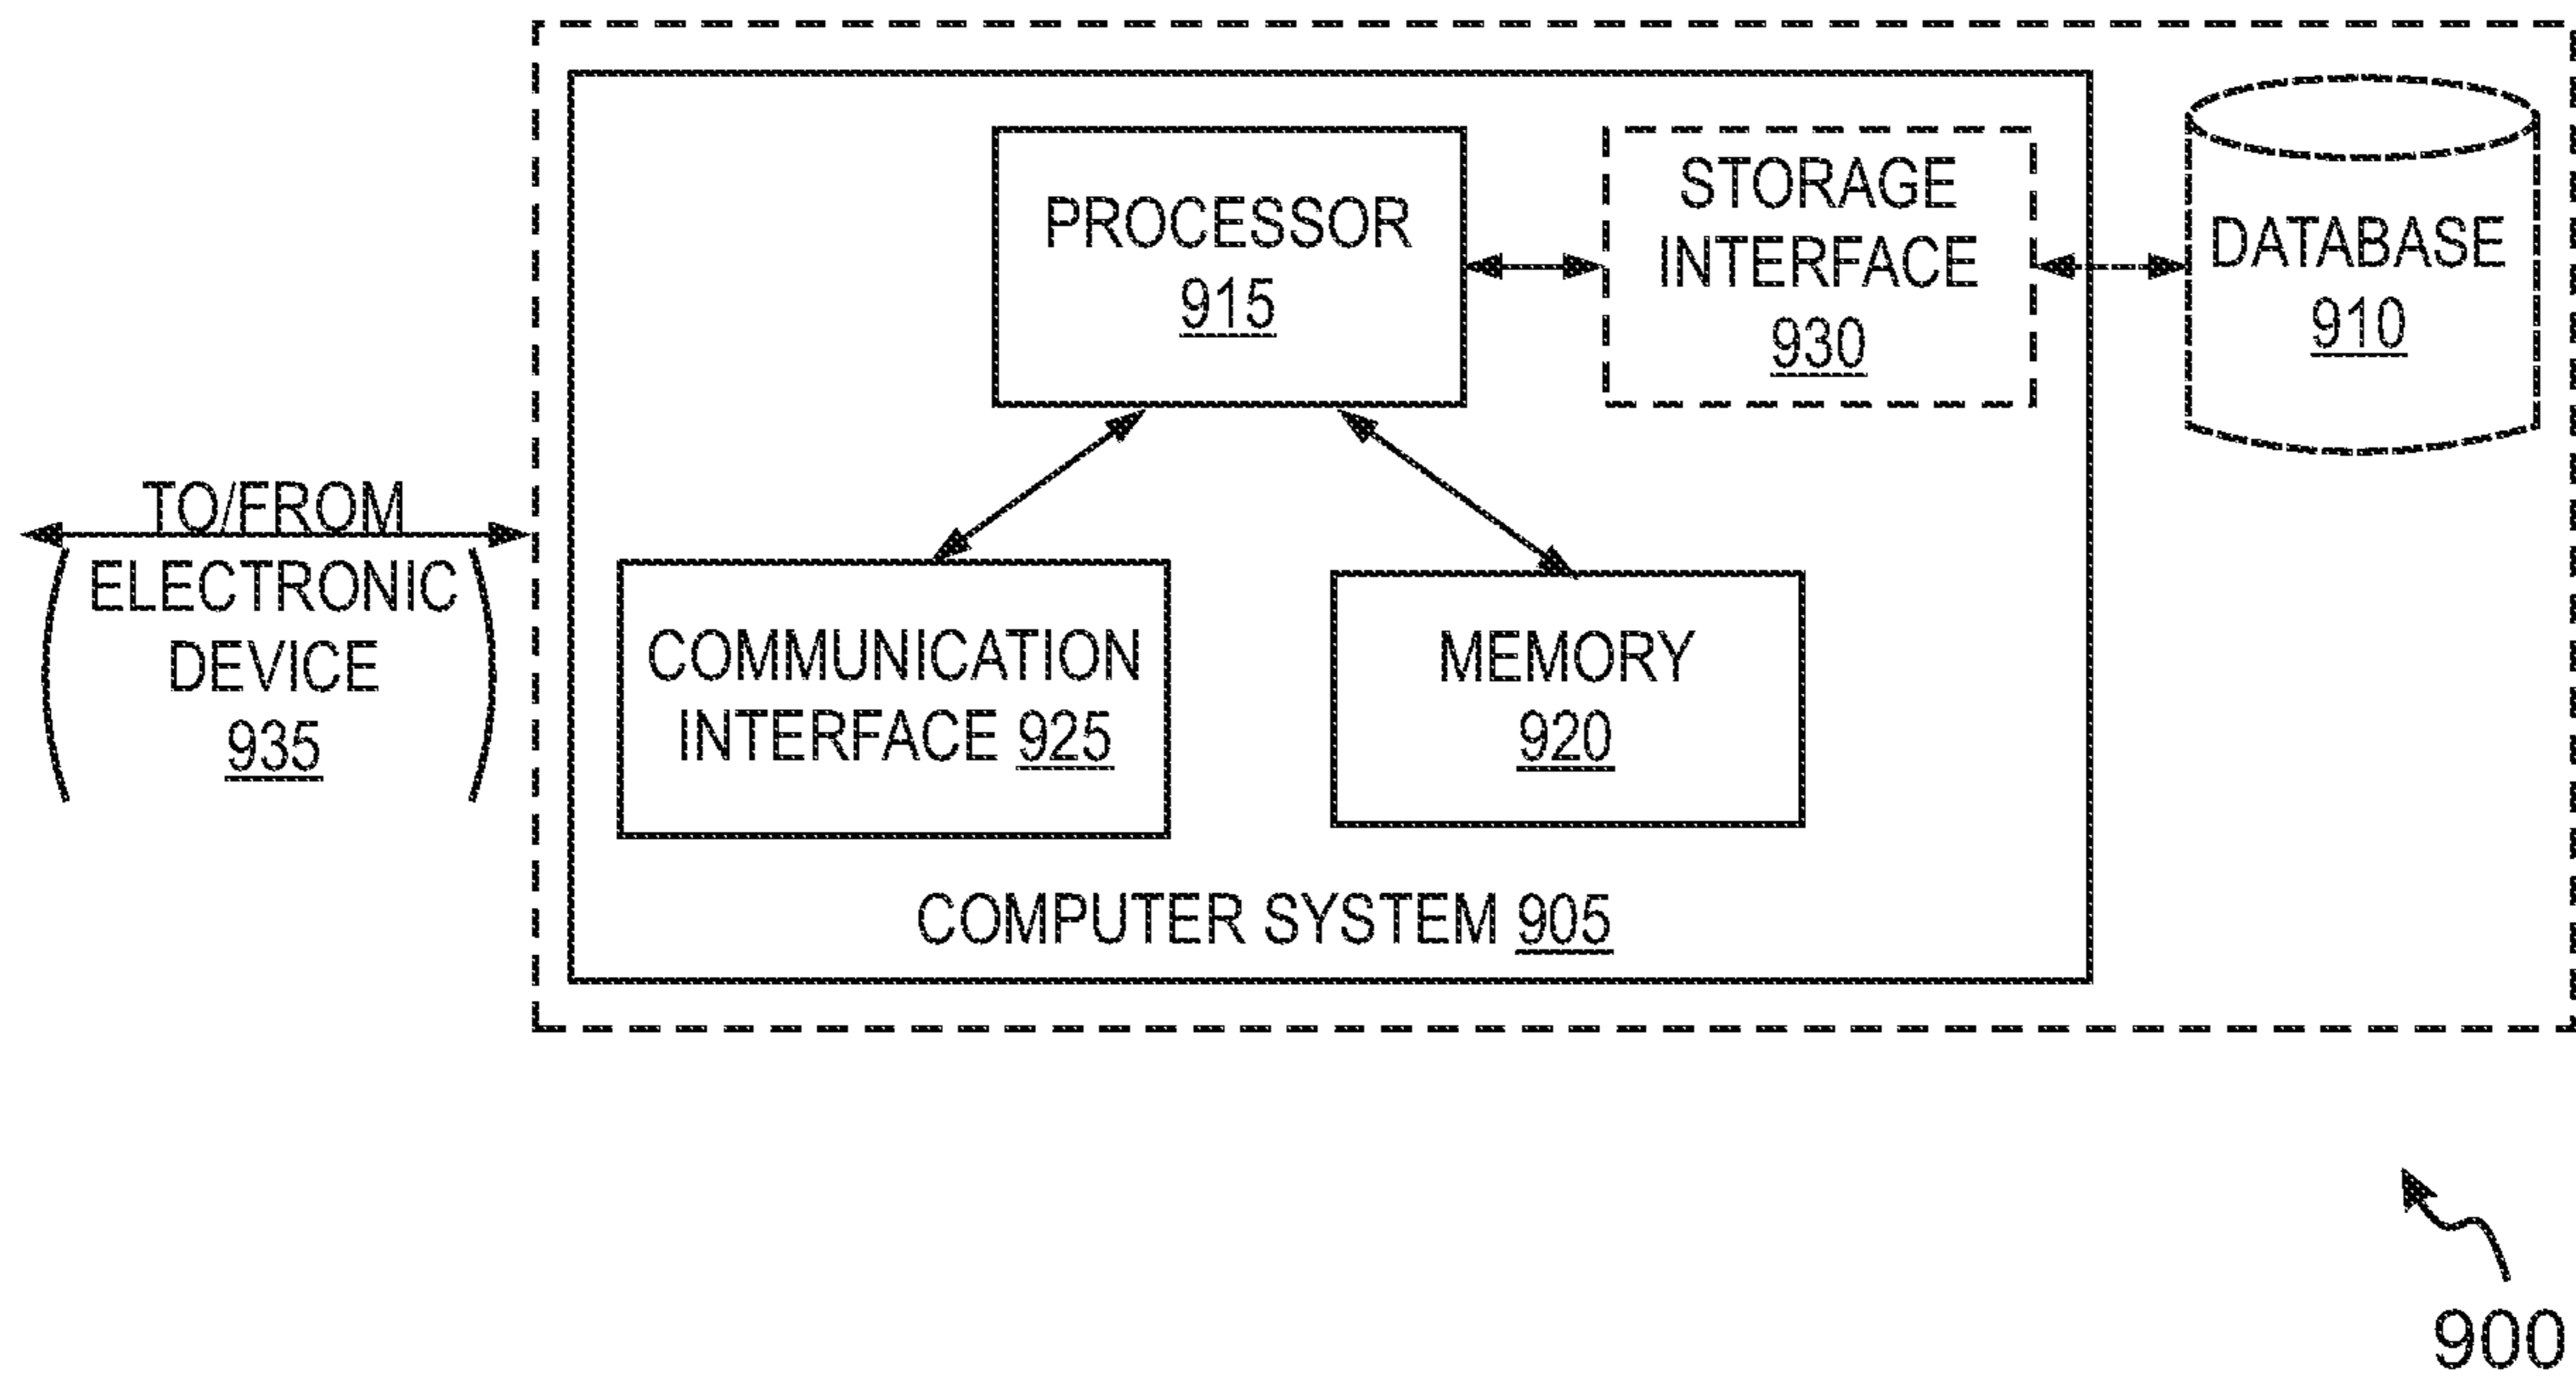 PROCESSOR
915
STORAGE
INTERFACE
930
DATABASE
910
TO/FROM
ELECTRONIC
DEVICE
935
COMMUNICATION
INTERFACE 925
MEMORY
920
COMPUTER SYSTEM 905
900